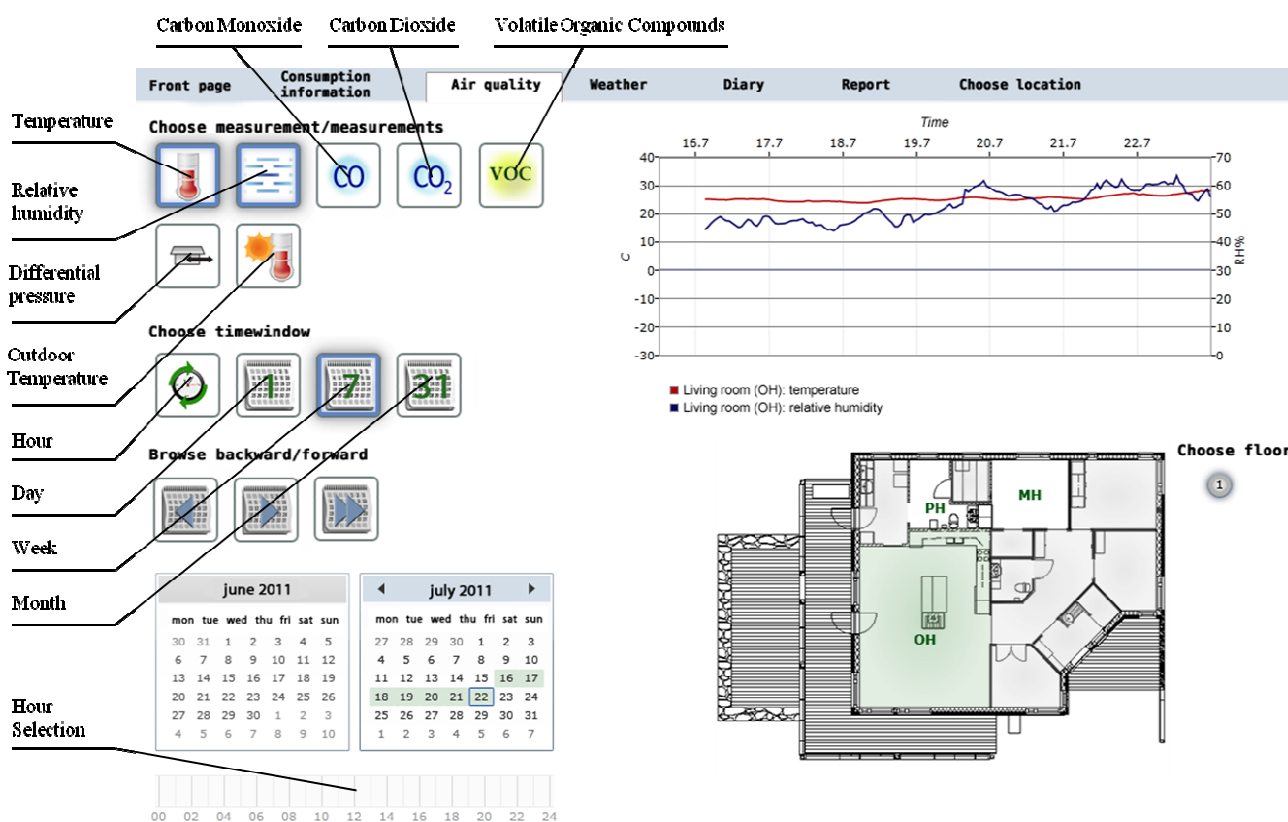 Carbon Monoxide Carbon Dioxide Volatile Organic Compounds
Front page Consumption information Air quality Weather Diary Report Choose location
Temperature
Choose measurement/measurements
CO CO2 VOC
Relative
humidity
Differential
pressure
Choose timewindow
Outdoor
Temperature
1 7 31
Hour
Browse backward/forward
Day
Week
Month
june 2011
mon tue wed thu fri sat sun
30 31 1 2 3 4 5
6 7 8 9 10 11 12
13 14 15 16 17 18 19
20 21 22 23 24 25 26
27 28 29 30 1 2 3
4 5 6 7 8 9 10
july 2011
mon tue wed thu fri sat sun
27 28 29 30 1 2 3
4 5 6 7 8 9 10
11 12 13 14 15 16 17
18 19 20 21 22 23 24
25 26 27 28 29 30 31
1 2 3 4 5 6 7
Hour
Selection
00 02 04 06 08 10 12 14 16 18 20 22 24
Time
16.7 17.7 18.7 19.7 20.7 21.7 22.7
40 70
30 60
20 50
10 40
0 30
-10 20
-20 10
-30 0
C
RH%
Living room (OH): temperature
Living room (OH): relative humidity
Choose floor
1
MH
PH
OH